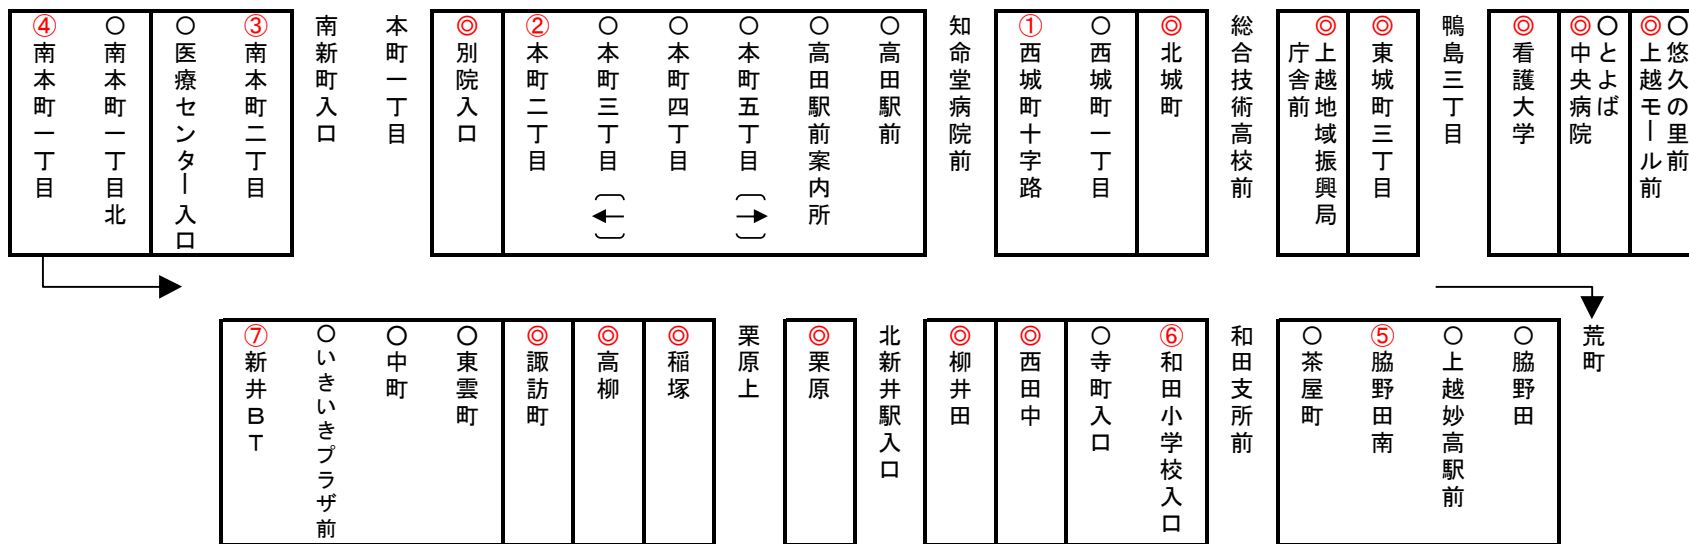 ○悠久の里前
◎上越モール前
○とよば
◎中央病院
◎看護大学
鴨島三丁目
◎東城町三丁目
◎上越地域振興局
庁舎前
総合技術高校前
◎北城町
○西城町一丁目
①西城町十字路
知命堂病院前
○高田駅前
○高田駅前案内所
○本町五丁目(→)
○本町四丁目
○本町三丁目(←)
②本町二丁目
◎別院入口
本町一丁目
南新町入口
③南本町二丁目
○医療センター入口
○南本町一丁目北
④南本町一丁目
荒町
○脇野田
○上越妙高駅前
⑤脇野田南
○茶屋町
和田支所前
⑥和田小学校入口
○寺町入口
◎西田中
◎柳井田
北新井駅入口
◎栗原
栗原上
◎稲塚
◎高柳
◎諏訪町
○東雲町
○中町
○いきいきプラザ前
⑦新井BT